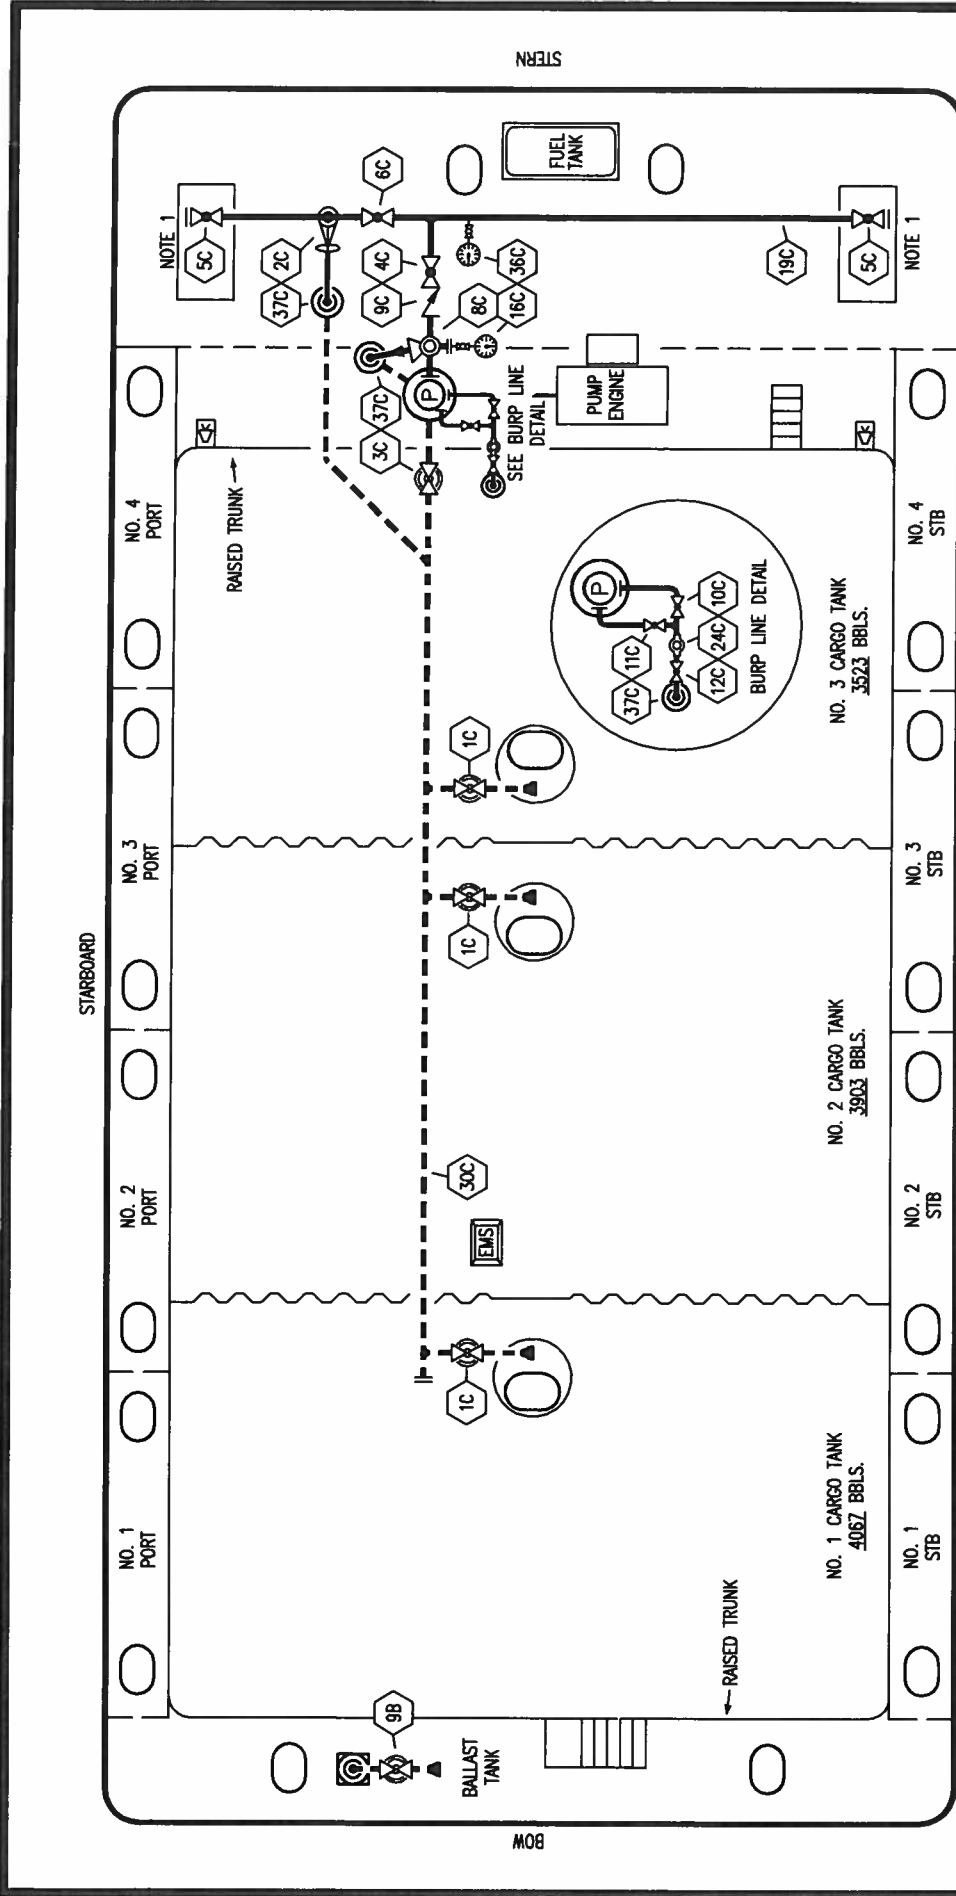 STERN
NOTE 1
5C
2C
37C
6C
4C
9C
36C
8C
16C
19C
5C
NOTE 1
FUEL
TANK
37C
3C
P
SEE BURP LINE
DETAIL
PUMP
ENGINE
RAISED TRUNK
NO. 4
PORT
NO. 4
STB
P
11C
10C
24C
37C
12C
BURP LINE DETAIL
NO. 3 CARGO TANK
3523 BBLS.
1C
NO. 3
PORT
NO. 3
STB
STARBOARD
1C
NO. 2 CARGO TANK
3903 BBLS.
30C
EMS
NO. 2
PORT
NO. 2
STB
1C
NO. 1 CARGO TANK
4067 BBLS.
NO. 1
PORT
NO. 1
STB
RAISED TRUNK
9B
BALLAST
TANK
BOW